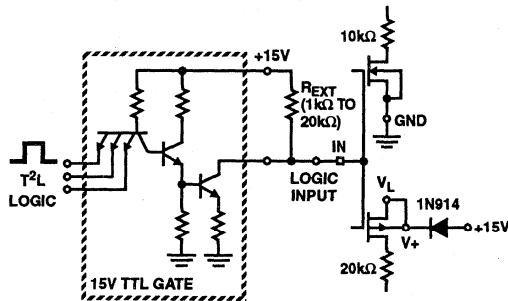 +15V
10kΩ
R_EXT
(1kΩ TO
20kΩ)
GND
IN
T²L
LOGIC
LOGIC
INPUT
V_L
1N914
V+
+15V
20kΩ
15V TTL GATE